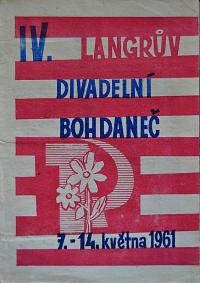 IV. LANGRŮV
DIVADELNÍ
BOHDANEČ
7.-14. května 1961